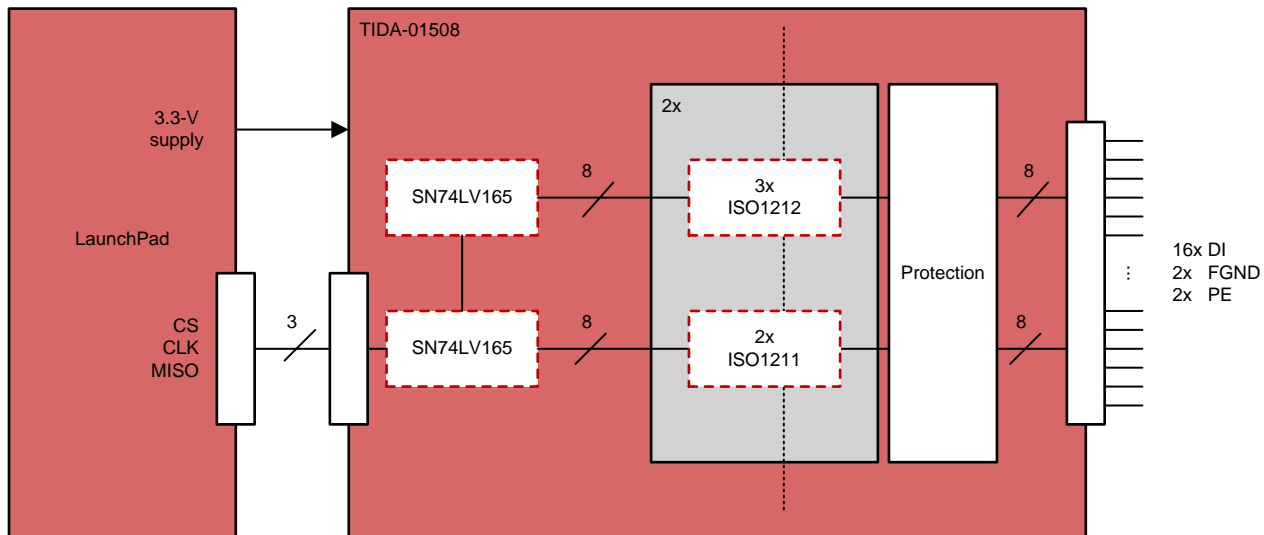 TIDA-01508
3.3-V
supply
LaunchPad
CS
CLK
MISO
3
SN74LV165
SN74LV165
8
8
2x
3x
ISO1212
2x
ISO1211
Protection
8
8
16x DI
2x FGND
2x PE